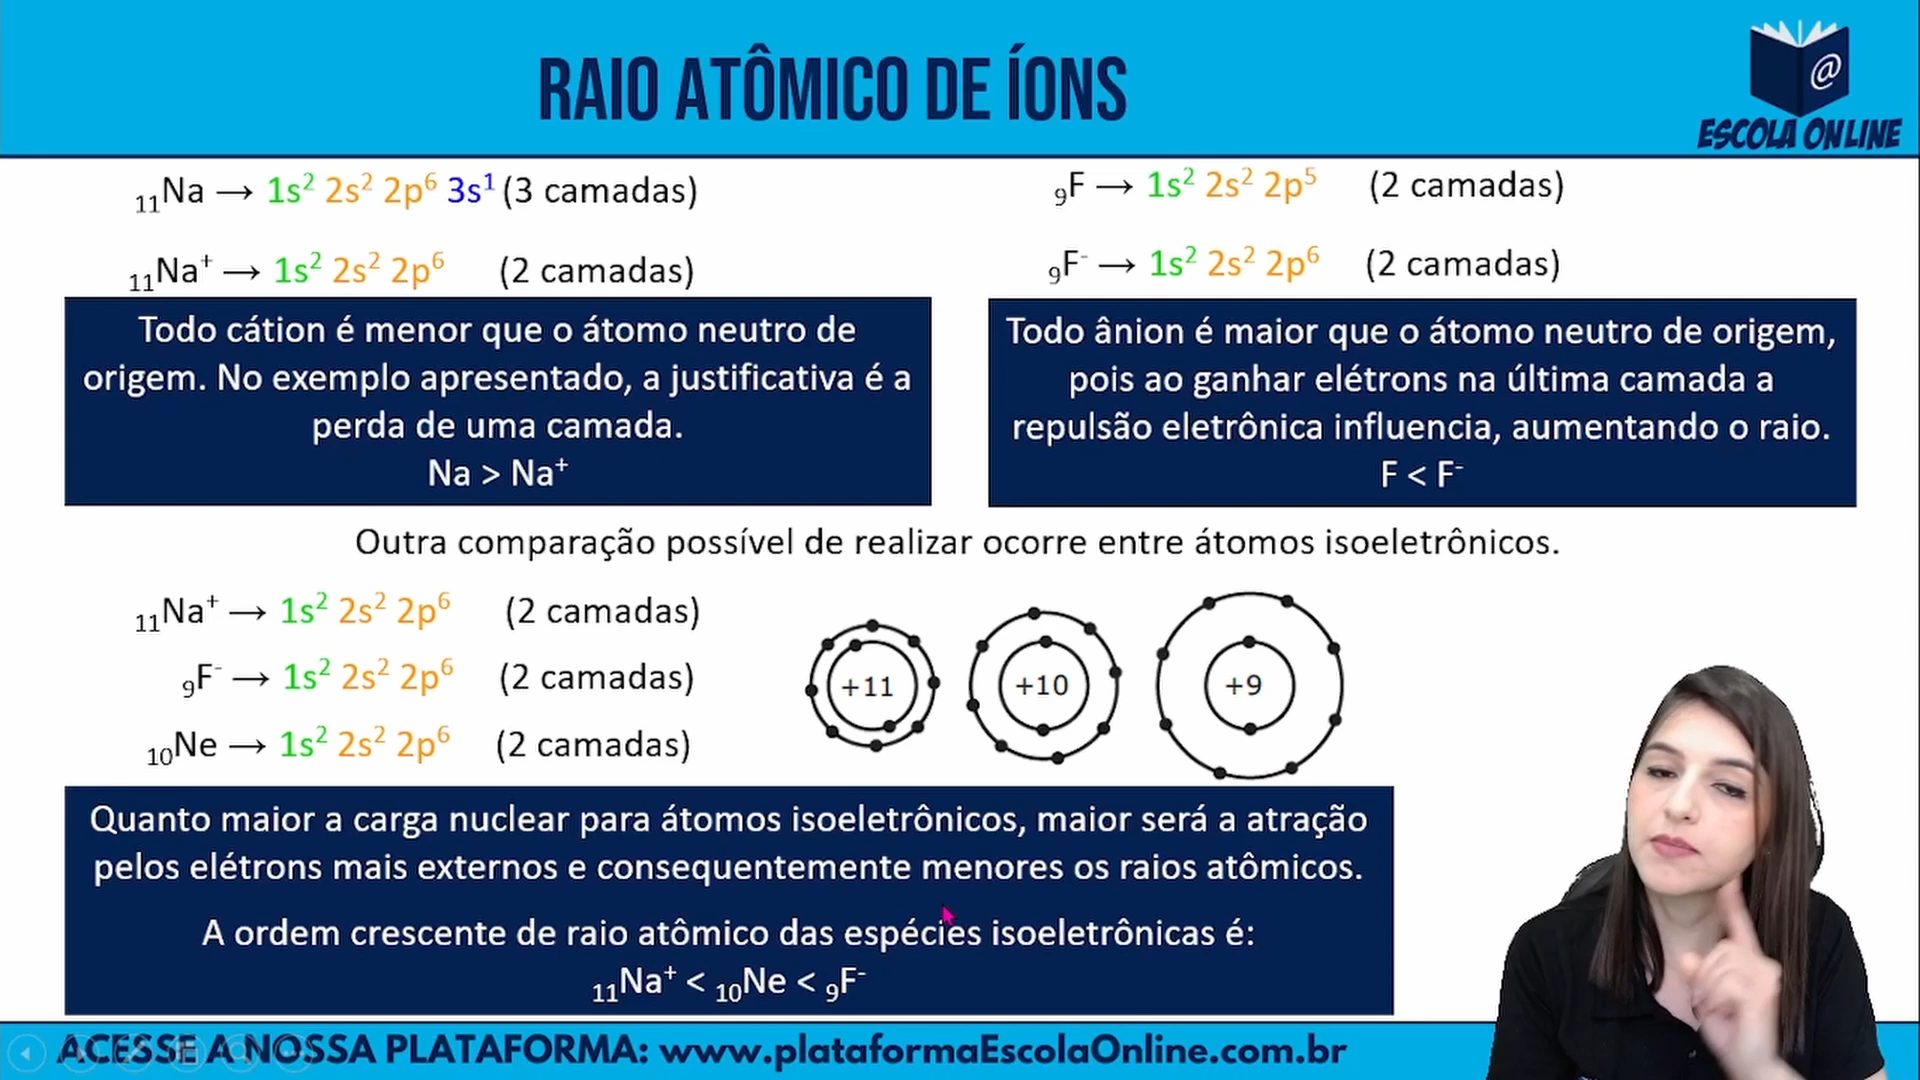 RAIO ATÔMICO DE ÍONS
@
ESCOLA ONLINE
₁₁Na → 1s² 2s² 2p⁶ 3s¹ (3 camadas)
₁₁Na⁺ → 1s² 2s² 2p⁶ (2 camadas)
Todo cátion é menor que o átomo neutro de
origem. No exemplo apresentado, a justificativa é a
perda de uma camada.
Na > Na⁺
₉F → 1s² 2s² 2p⁵ (2 camadas)
₉F⁻ → 1s² 2s² 2p⁶ (2 camadas)
Todo ânion é maior que o átomo neutro de origem,
pois ao ganhar elétrons na última camada a
repulsão eletrônica influencia, aumentando o raio.
F < F⁻
Outra comparação possível de realizar ocorre entre átomos isoeletrônicos.
₁₁Na⁺ → 1s² 2s² 2p⁶ (2 camadas)
₉F⁻ → 1s² 2s² 2p⁶ (2 camadas)
₁₀Ne → 1s² 2s² 2p⁶ (2 camadas)
+11 +10 +9
Quanto maior a carga nuclear para átomos isoeletrônicos, maior será a atração
pelos elétrons mais externos e consequentemente menores os raios atômicos.
A ordem crescente de raio atômico das espécies isoeletrônicas é:
₁₁Na⁺ < ₁₀Ne < ₉F⁻
ACESSE A NOSSA PLATAFORMA: www.plataformaEscolaOnline.com.br